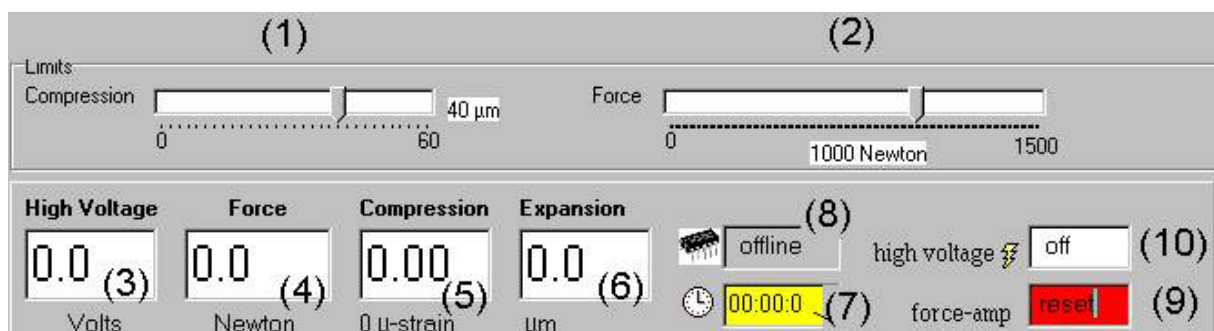 (1) (2)
Limits
Compression 40 µm Force
0 60 0 1000 Newton 1500
High Voltage Force Compression Expansion
0.0 (3) 0.0 (4) 0.00 (5) 0.0 (6)
Volts Newton 0 µ-strain µm
offline (8) high voltage off (10)
00:00:0 (7) force-amp reset (9)